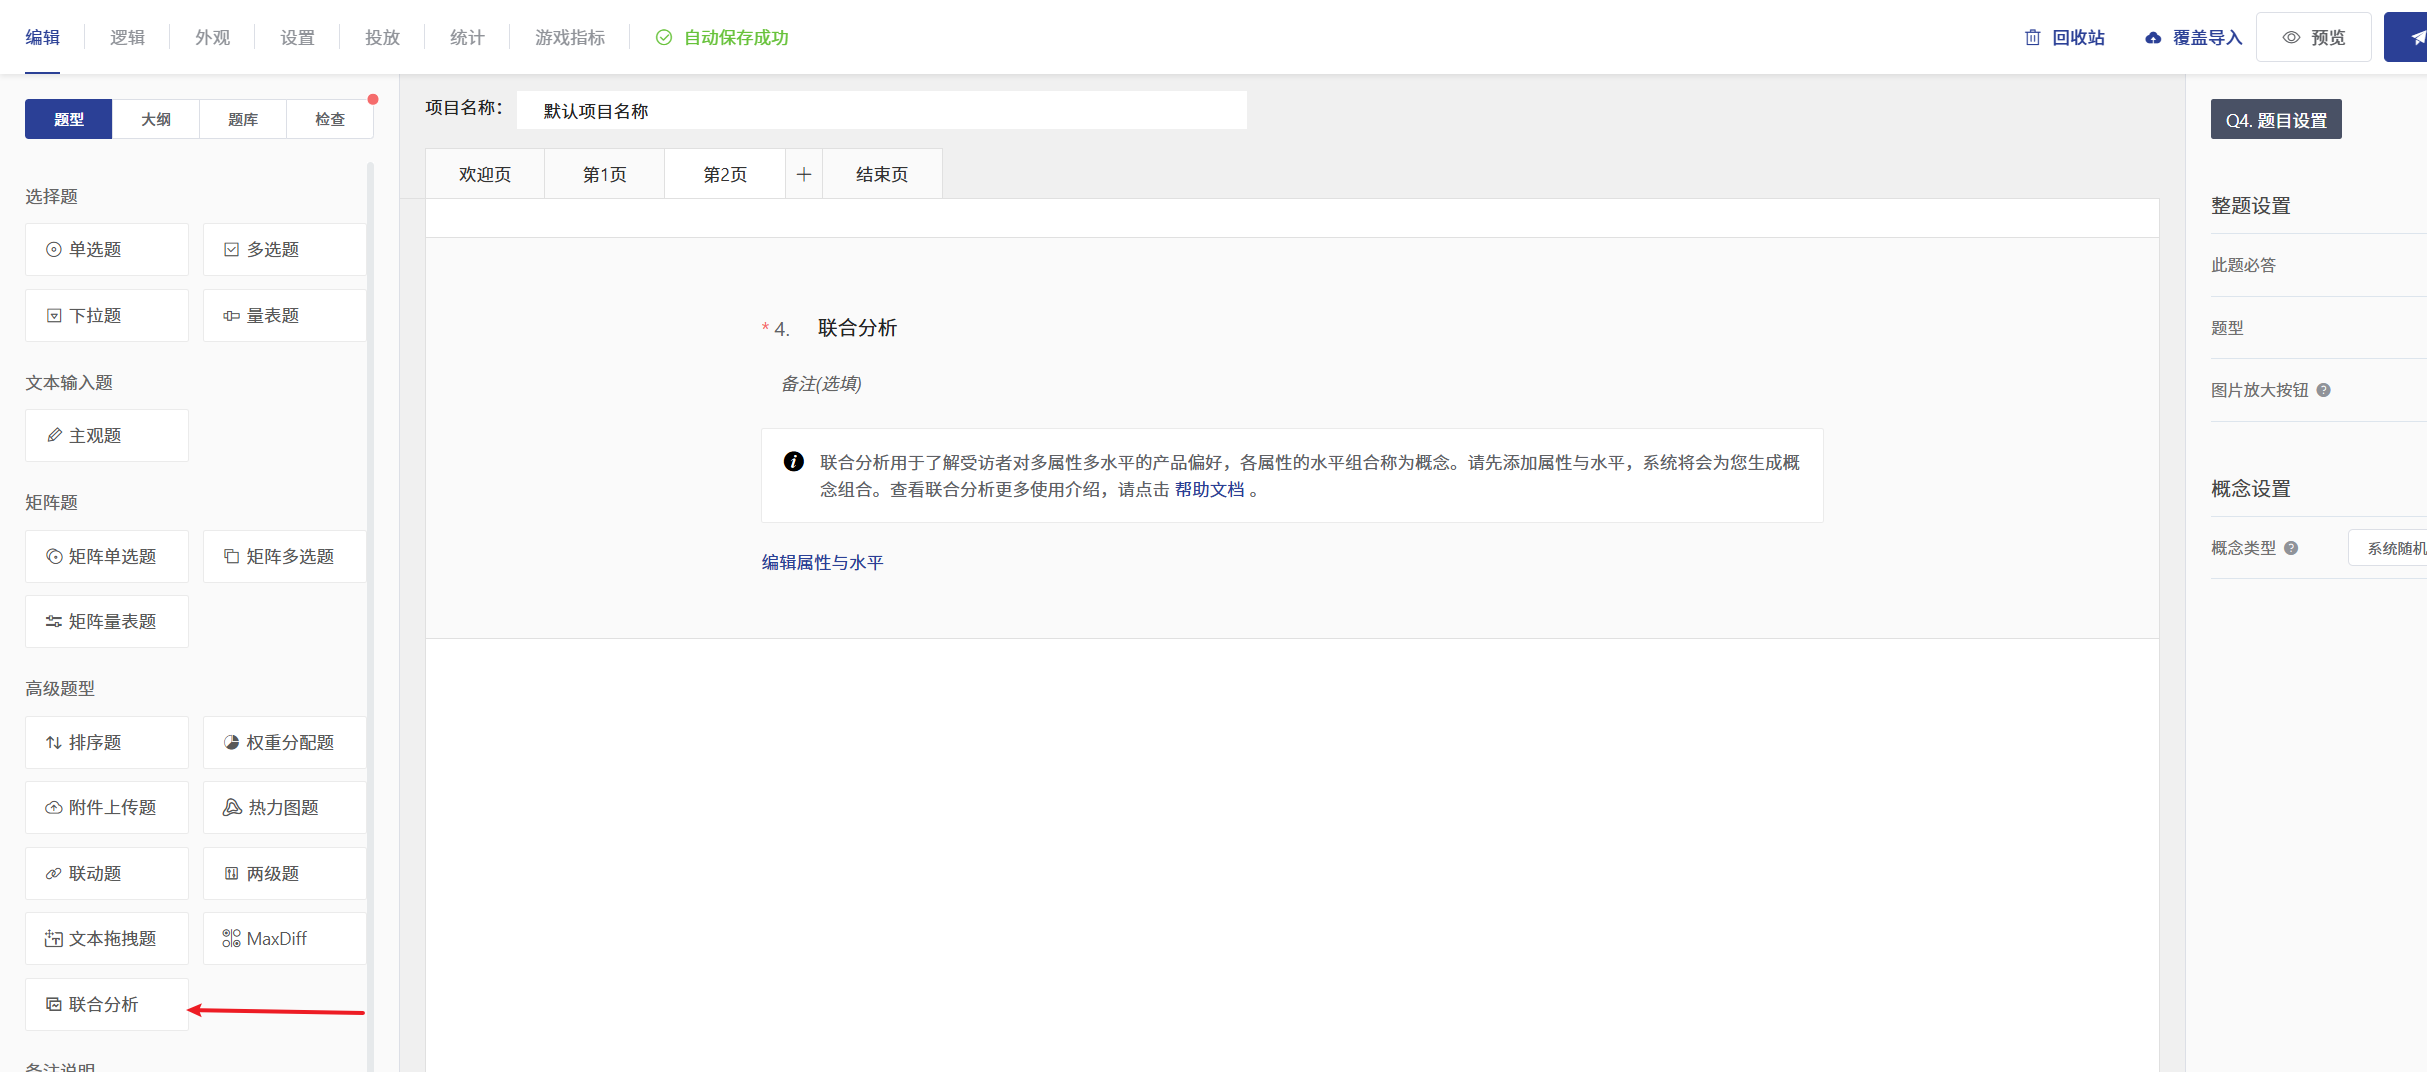 编辑
逻辑
外观
设置
投放
统计
游戏指标
自动保存成功
回收站
覆盖导入
预览
题型
大纲
题库
检查
选择题
单选题
多选题
下拉题
量表题
文本输入题
主观题
矩阵题
矩阵单选题
矩阵多选题
矩阵量表题
高级题型
排序题
权重分配题
附件上传题
热力图题
联动题
两级题
文本拖拽题
MaxDiff
联合分析
备注说明
项目名称：
默认项目名称
欢迎页
第1页
第2页
结束页
* 4. 联合分析
备注(选填)
联合分析用于了解受访者对多属性多水平的产品偏好，各属性的水平组合称为概念。请先添加属性与水平，系统将会为您生成概
念组合。查看联合分析更多使用介绍，请点击 帮助文档 。
编辑属性与水平
Q4. 题目设置
整题设置
此题必答
题型
图片放大按钮
概念设置
概念类型
系统随机